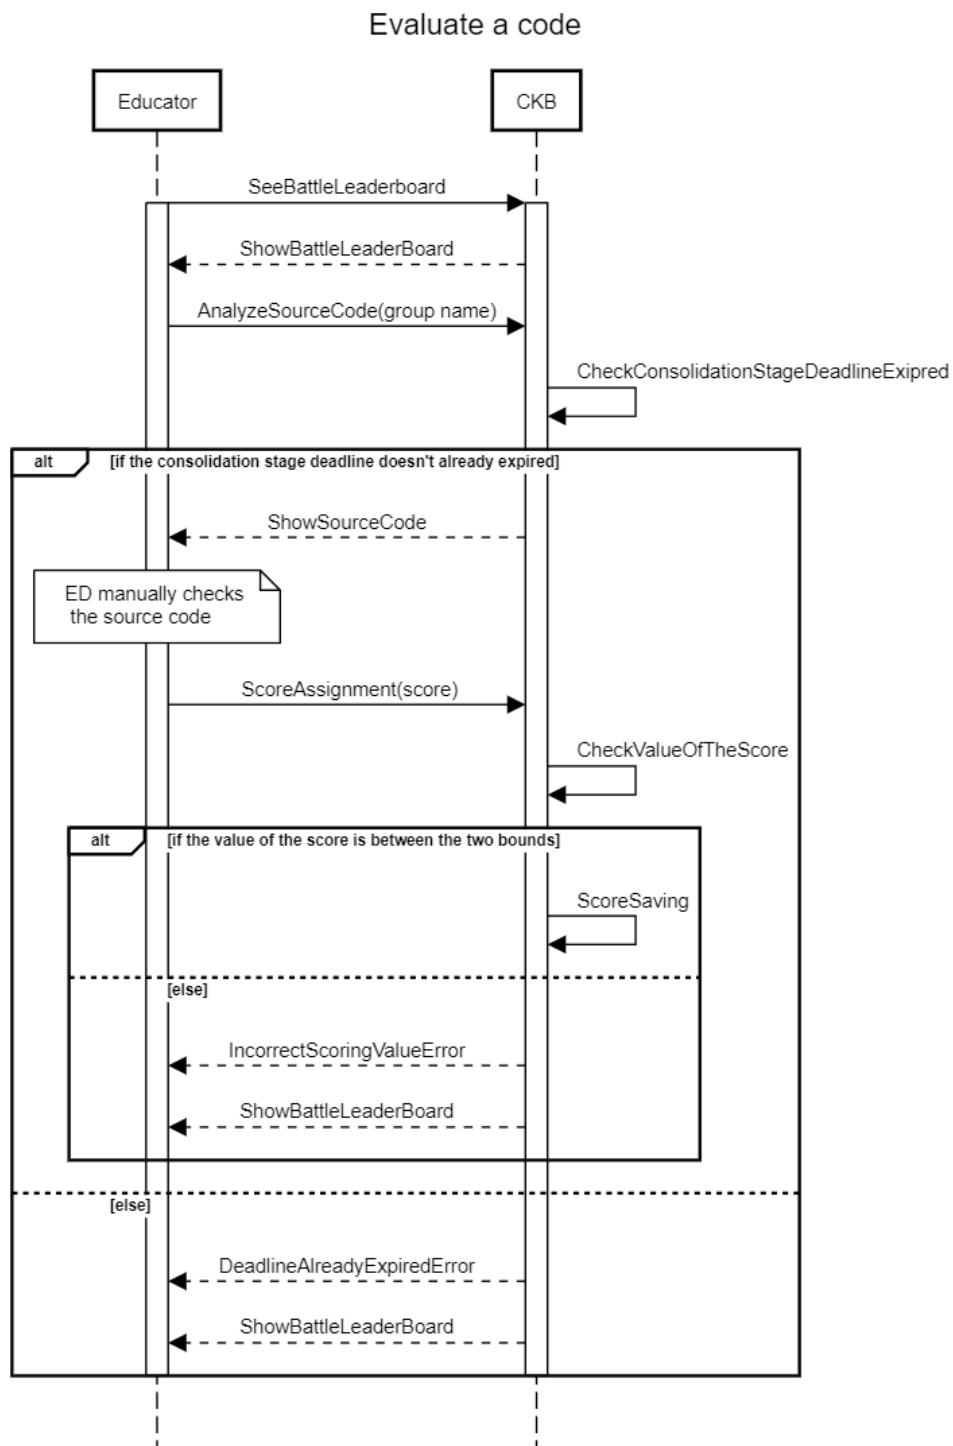 Evaluate a code
Educator
CKB
SeeBattleLeaderboard
ShowBattleLeaderBoard
AnalyzeSourceCode(group name)
CheckConsolidationStageDeadlineExipred
alt
[if the consolidation stage deadline doesn't already expired]
ShowSourceCode
ED manually checks
the source code
ScoreAssignment(score)
CheckValueOfTheScore
alt
[if the value of the score is between the two bounds]
ScoreSaving
[else]
IncorrectScoringValueError
ShowBattleLeaderBoard
[else]
DeadlineAlreadyExpiredError
ShowBattleLeaderBoard